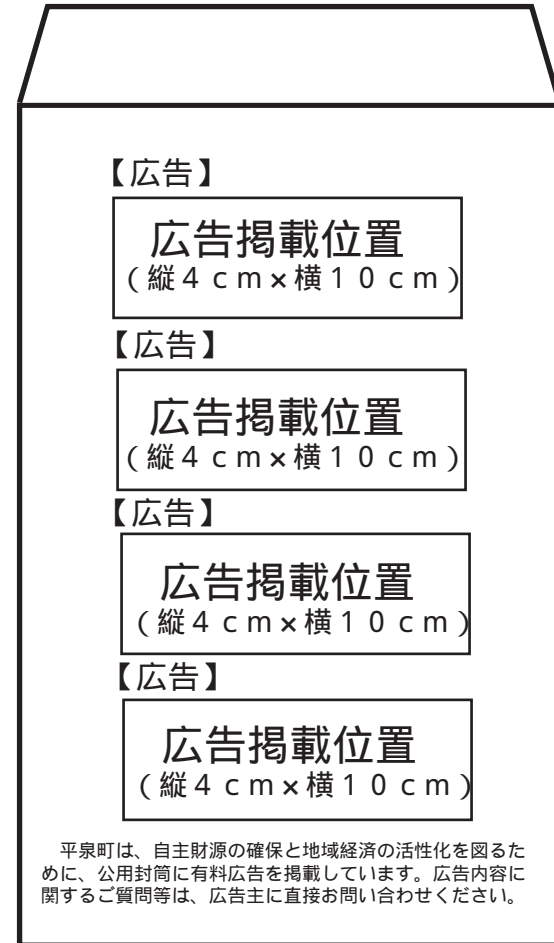 【広告】
広告掲載位置
(縦4cm×横10cm)
【広告】
広告掲載位置
(縦4cm×横10cm)
【広告】
広告掲載位置
(縦4cm×横10cm)
【広告】
広告掲載位置
(縦4cm×横10cm)
　平泉町は、自主財源の確保と地域経済の活性化を図るた
めに、公用封筒に有料広告を掲載しています。広告内容に
関するご質問等は、広告主に直接お問い合わせください。